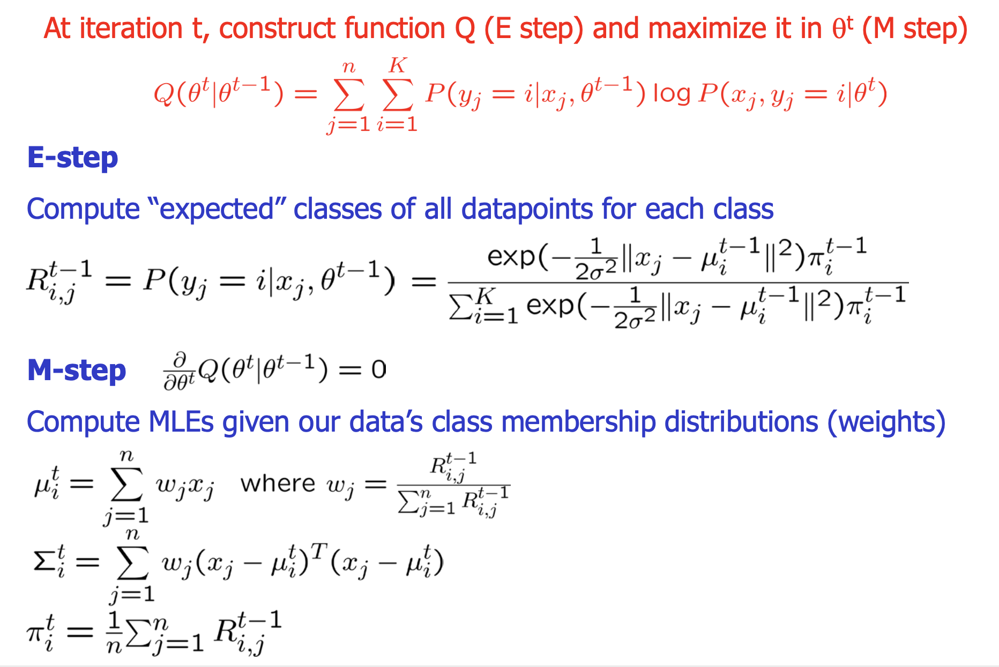 At iteration t, construct function Q (E step) and maximize it in θᵗ (M step)
$Q(\theta^t|\theta^{t-1}) = \sum_{j=1}^{n} \sum_{i=1}^{K} P(y_j = i|x_j, \theta^{t-1}) \log P(x_j, y_j = i|\theta^t)$
E-step
Compute “expected” classes of all datapoints for each class
$R_{i,j}^{t-1} = P(y_j = i|x_j, \theta^{t-1}) = \frac{\exp(-\frac{1}{2\sigma^2}\|x_j - \mu_i^{t-1}\|^2)\pi_i^{t-1}}{\sum_{i=1}^{K} \exp(-\frac{1}{2\sigma^2}\|x_j - \mu_i^{t-1}\|^2)\pi_i^{t-1}}$
M-step $\frac{\partial}{\partial\theta^t} Q(\theta^t|\theta^{t-1}) = 0$
Compute MLEs given our data’s class membership distributions (weights)
$\mu_i^t = \sum_{j=1}^{n} w_j x_j$ where $w_j = \frac{R_{i,j}^{t-1}}{\sum_{j=1}^{n} R_{i,j}^{t-1}}$
$\Sigma_i^t = \sum_{j=1}^{n} w_j (x_j - \mu_i^t)^T (x_j - \mu_i^t)$
$\pi_i^t = \frac{1}{n} \sum_{j=1}^{n} R_{i,j}^{t-1}$